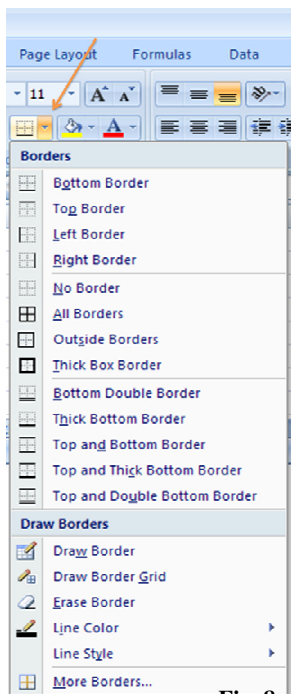 Page Layout Formulas Data
11 A A
A
Borders
Bottom Border
Top Border
Left Border
Right Border
No Border
All Borders
Outside Borders
Thick Box Border
Bottom Double Border
Thick Bottom Border
Top and Bottom Border
Top and Thick Bottom Border
Top and Double Bottom Border
Draw Borders
Draw Border
Draw Border Grid
Erase Border
Line Color
Line Style
More Borders...